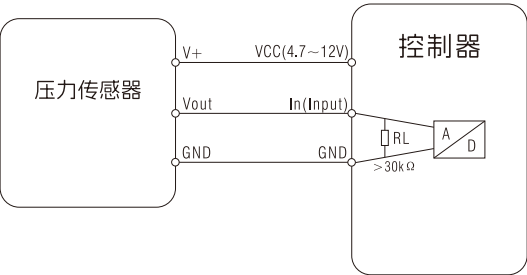 控制器
V+
VCC(4.7～12V)
压力传感器
Vout
In(Input)
RL
A
D
GND
GND
>30kΩ